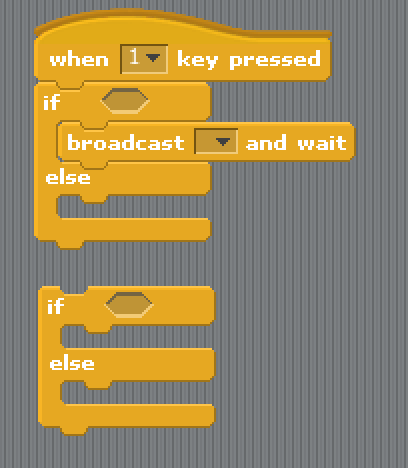 when 1 key pressed
if
broadcast and wait
else
if
else